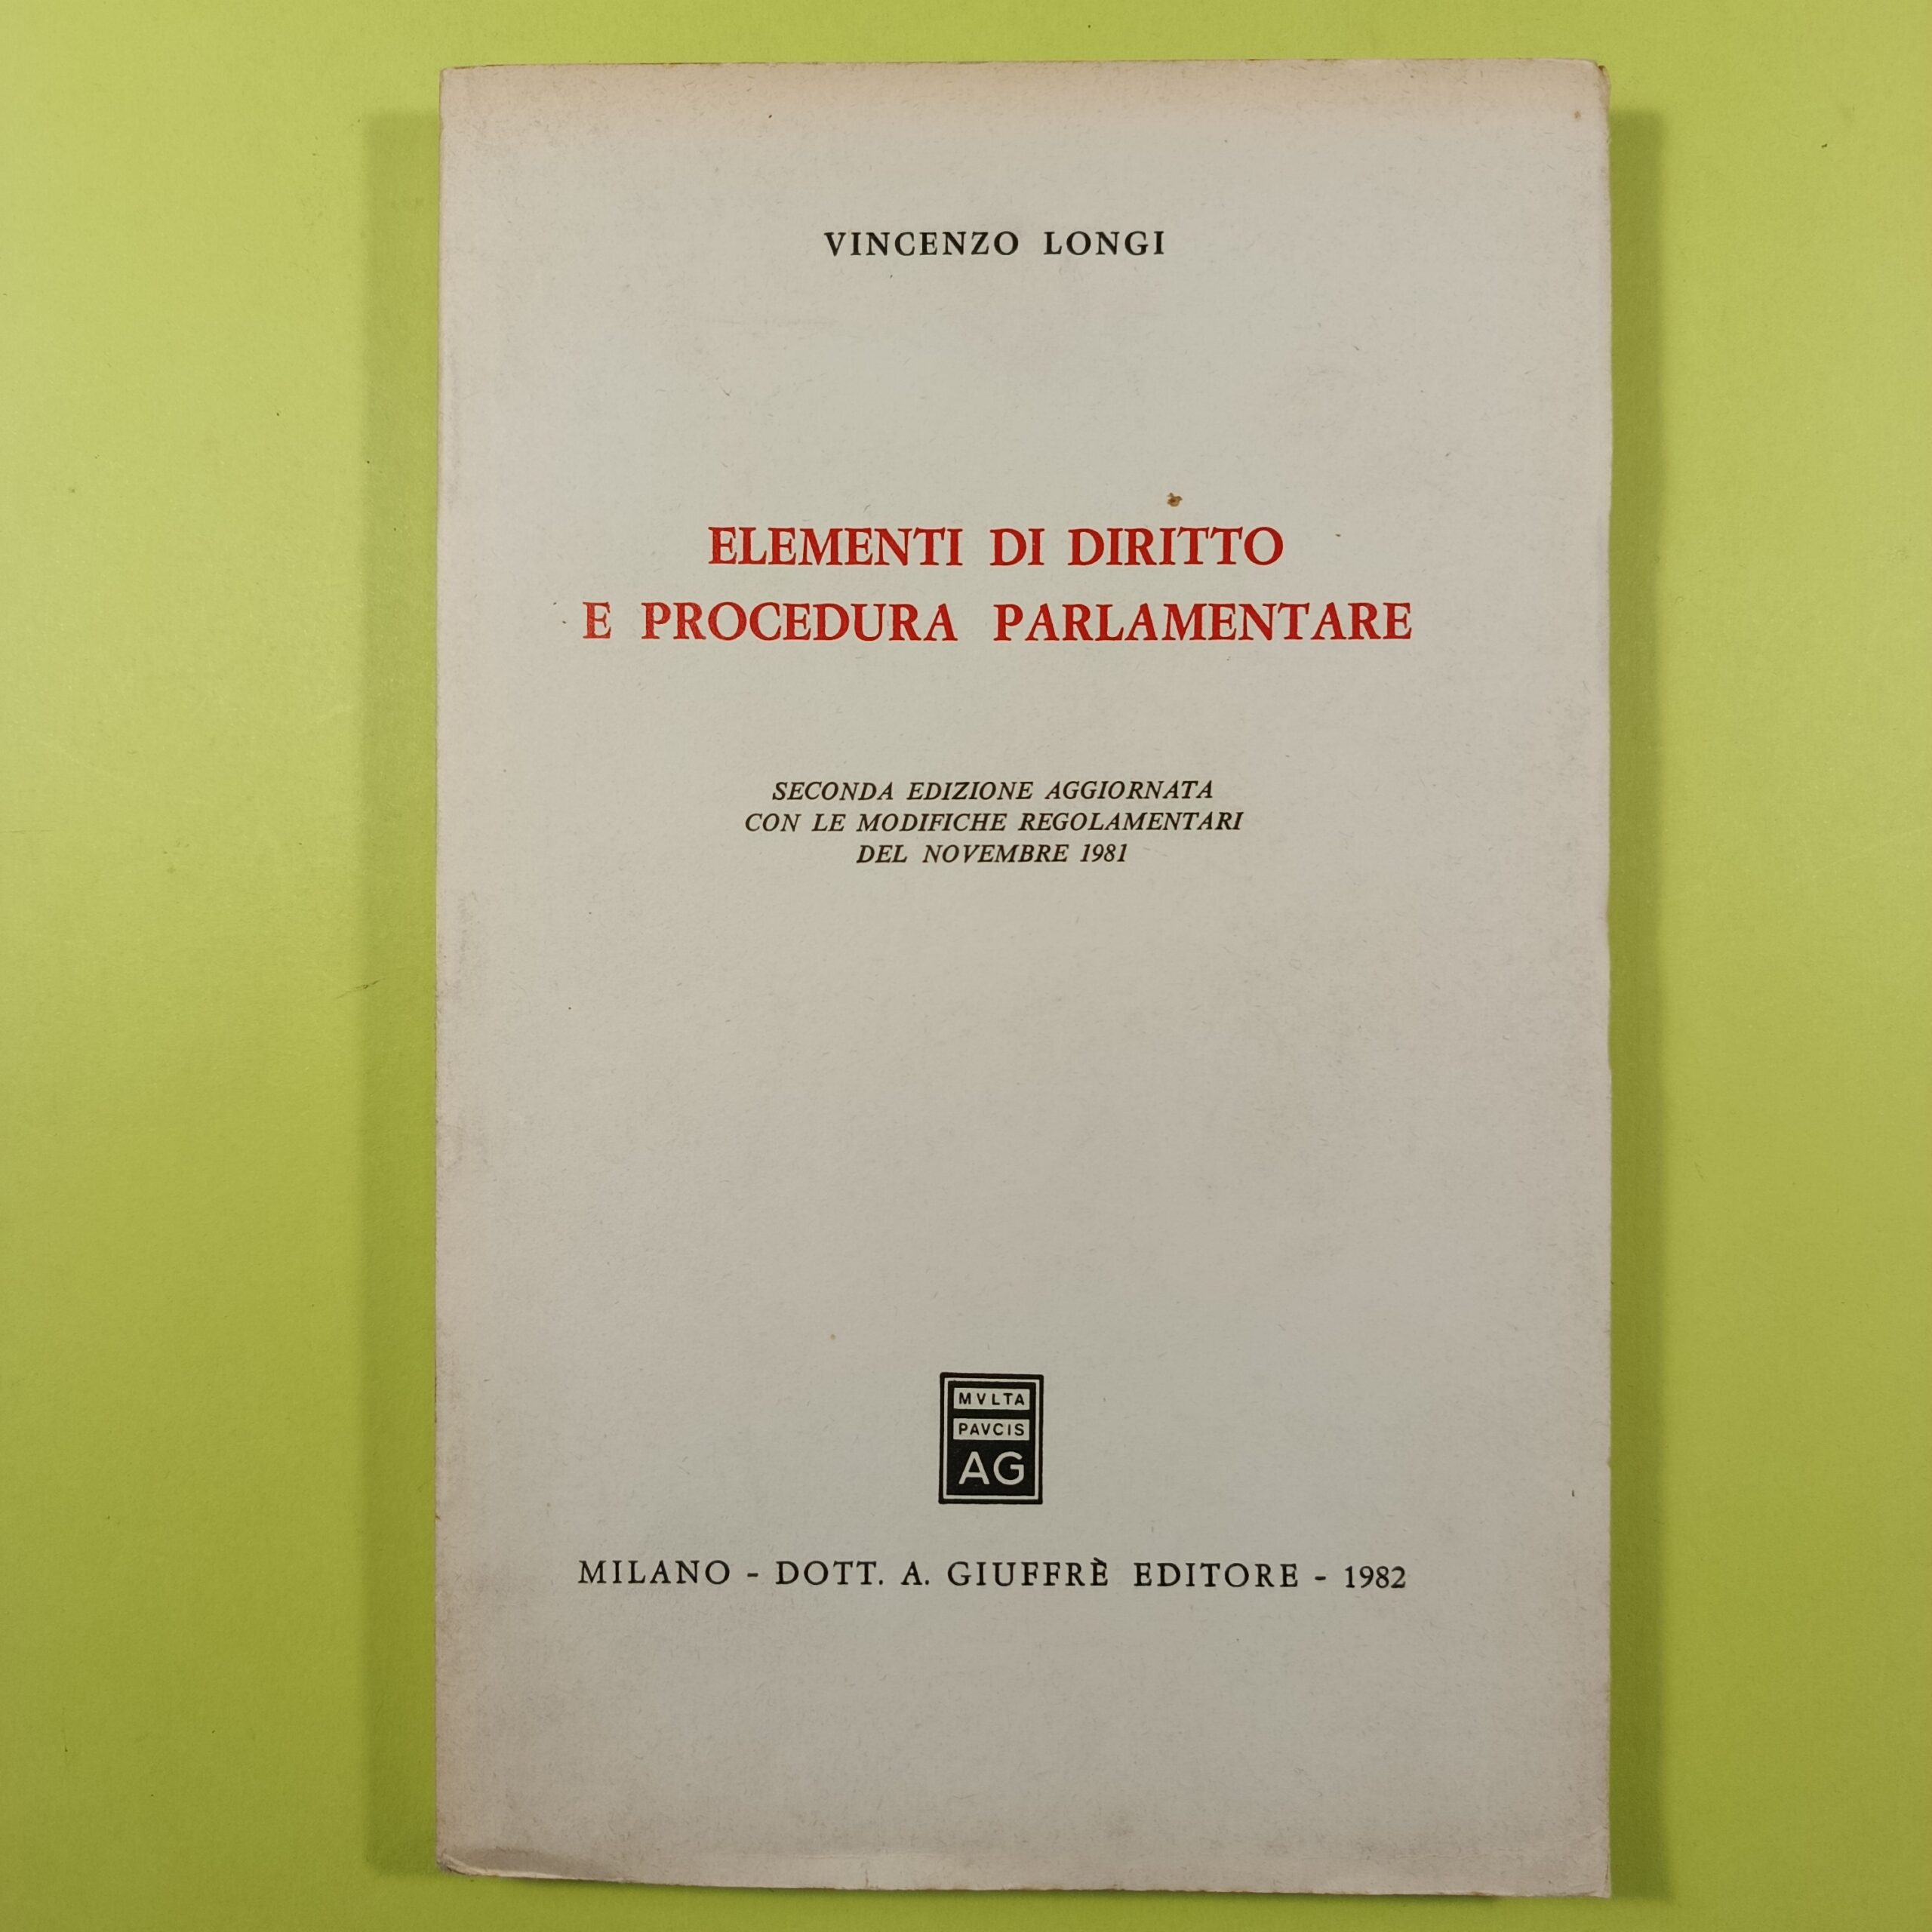 VINCENZO LONGI
ELEMENTI DI DIRITTO
E PROCEDURA PARLAMENTARE
SECONDA EDIZIONE AGGIORNATA
CON LE MODIFICHE REGOLAMENTARI
DEL NOVEMBRE 1981
MVLTA
PAVCIS
AG
MILANO - DOTT. A. GIUFFRÈ EDITORE - 1982